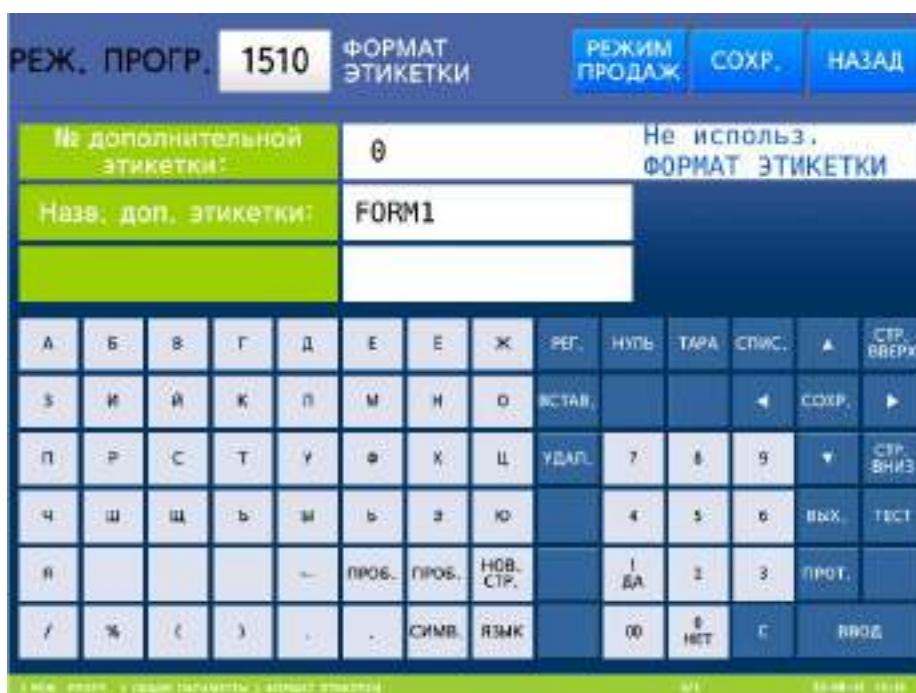 РЕЖ. ПРОГР. 1510 ФОРМАТ ЭТИКЕТКИ РЕЖИМ ПРОДАЖ СОХР. НАЗАД
№ дополнительной этикетки: 0 Не использ. ФОРМАТ ЭТИКЕТКИ
Назв. доп. этикетки: FORM1
А Б В Г Д Е Ё Ж РЕГ. НУЛЬ ТАРА СПИС. ▲ СТР. ВВЕРХ
З И Й К Л М Н О ВСТАВ. ◄ СОХР. ►
П Р С Т У Ф Х Ц УДАЛ. 7 8 9 ▼ СТР. ВНИЗ
Ч Ш Щ Ъ Ы Ь Э Ю 4 5 6 ВЫХ. ТЕСТ
Я ПРОБ. ПРОБ. НОВ. СТР. 1 ДА 2 3 ПРОТ.
/ % ( ) . СИМВ. ЯЗЫК 00 0 НЕТ C ВВОД